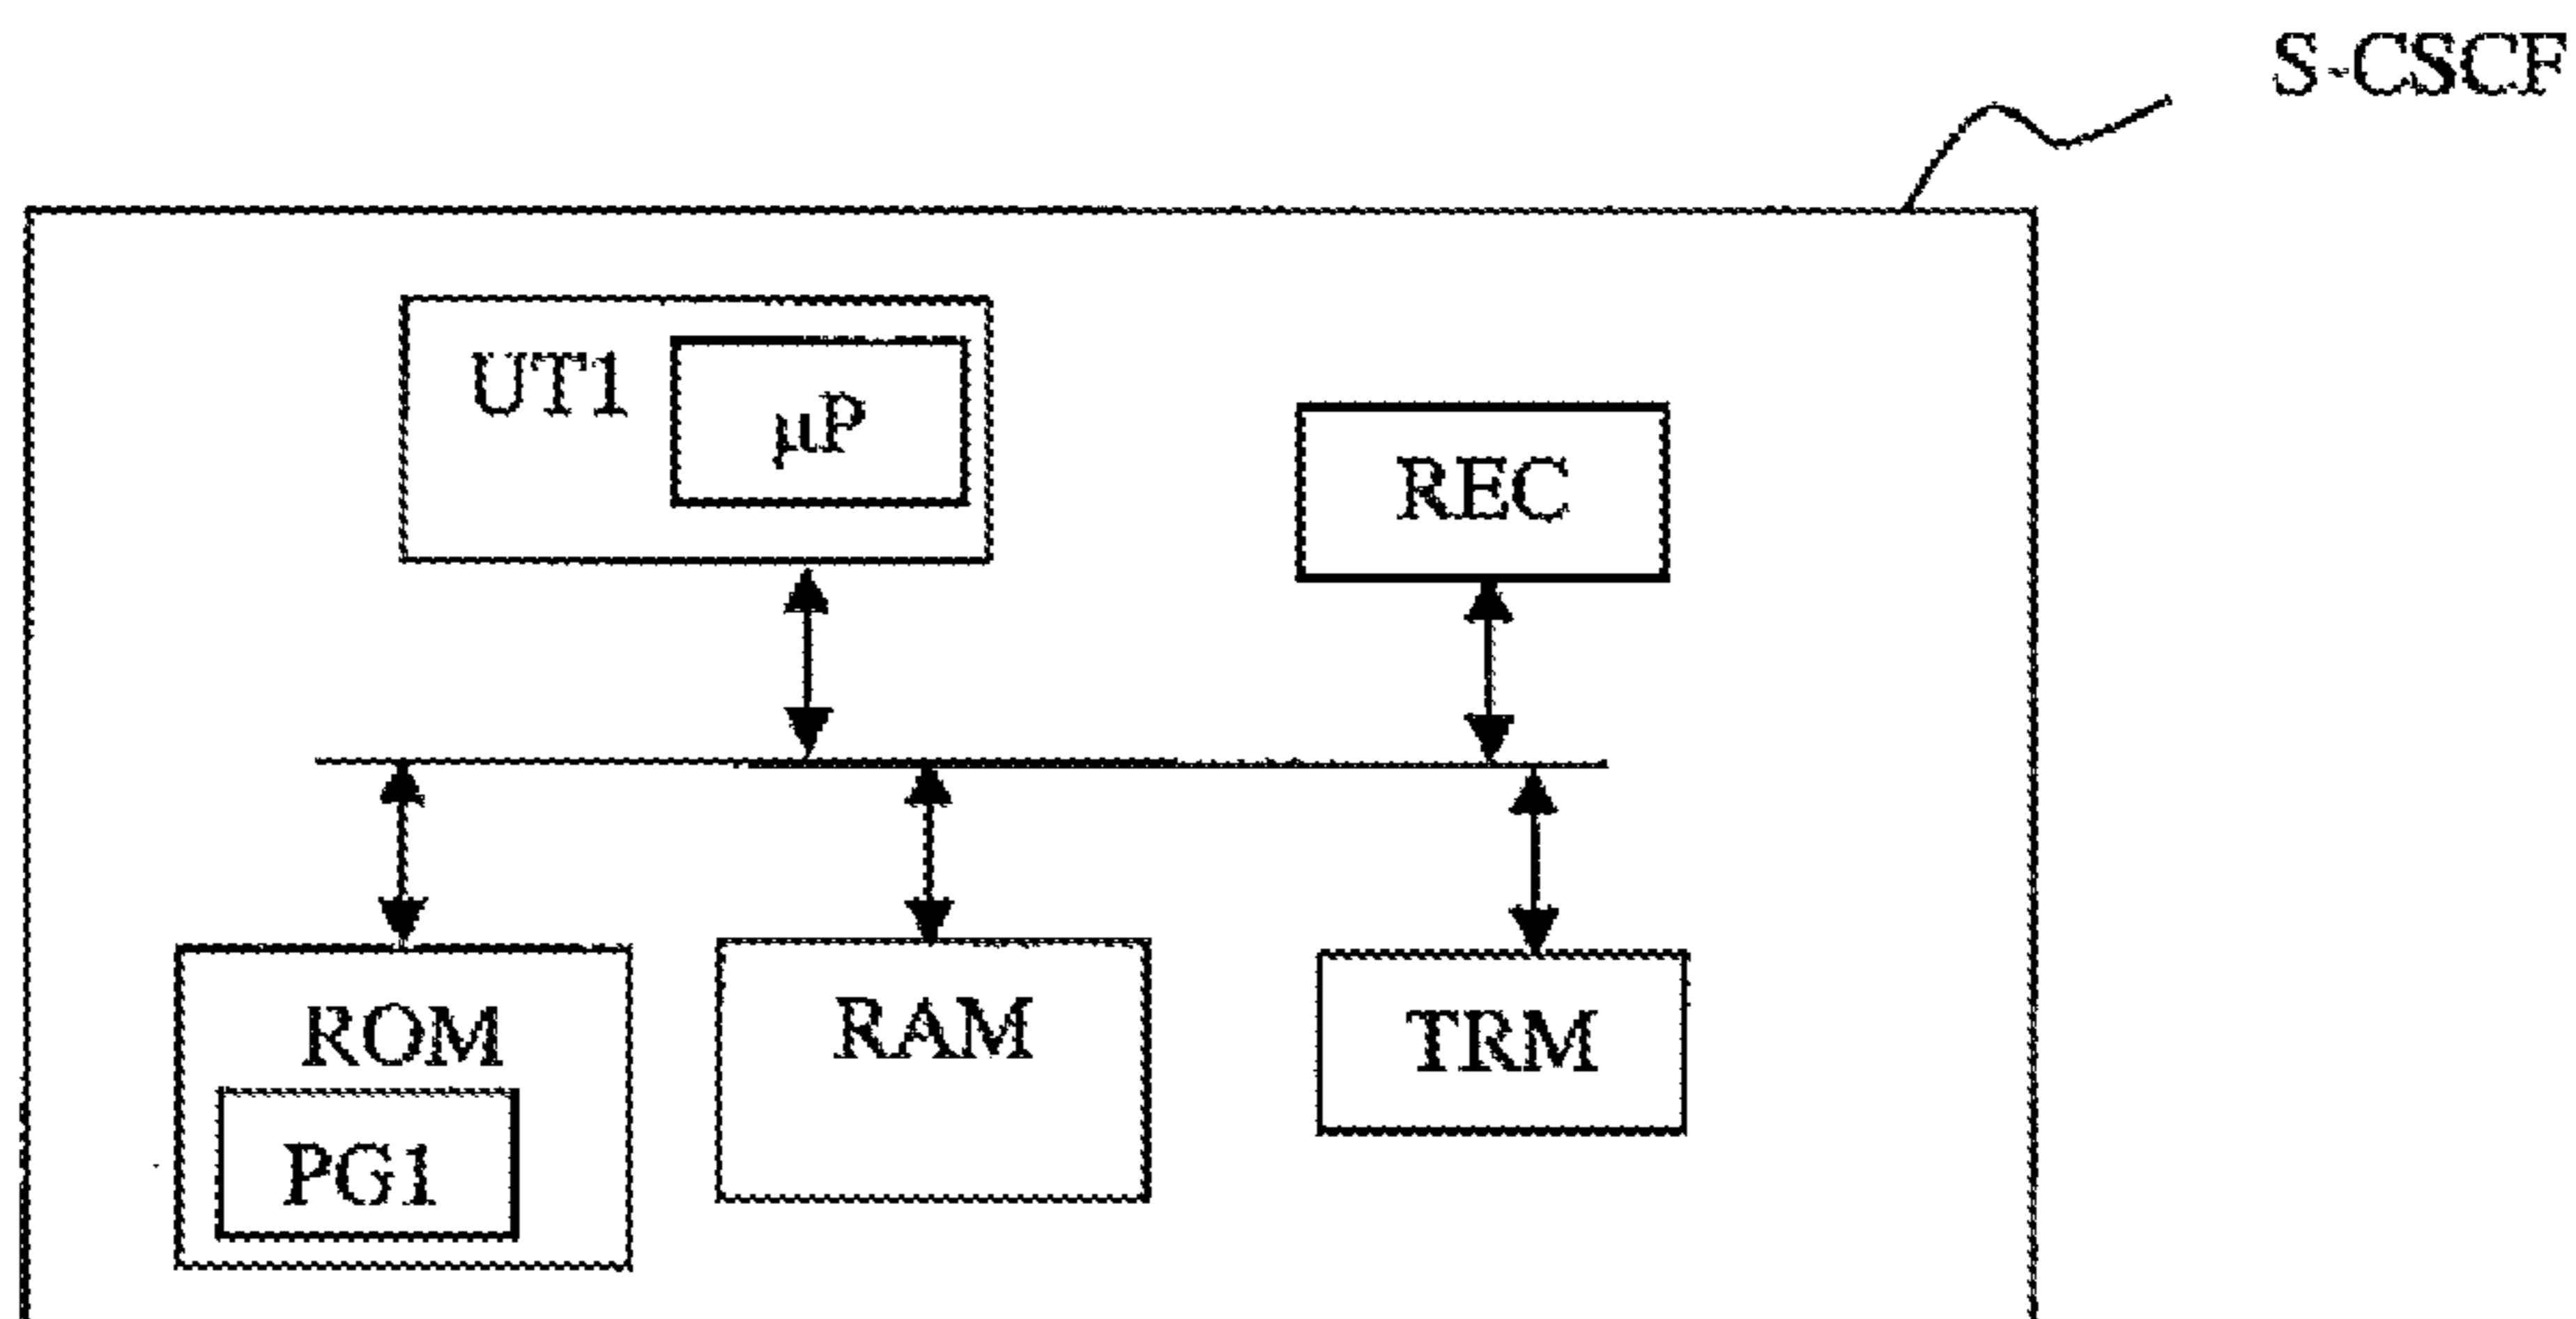 S-CSCF
UT1
μP
REC
ROM
RAM
TRM
PG1